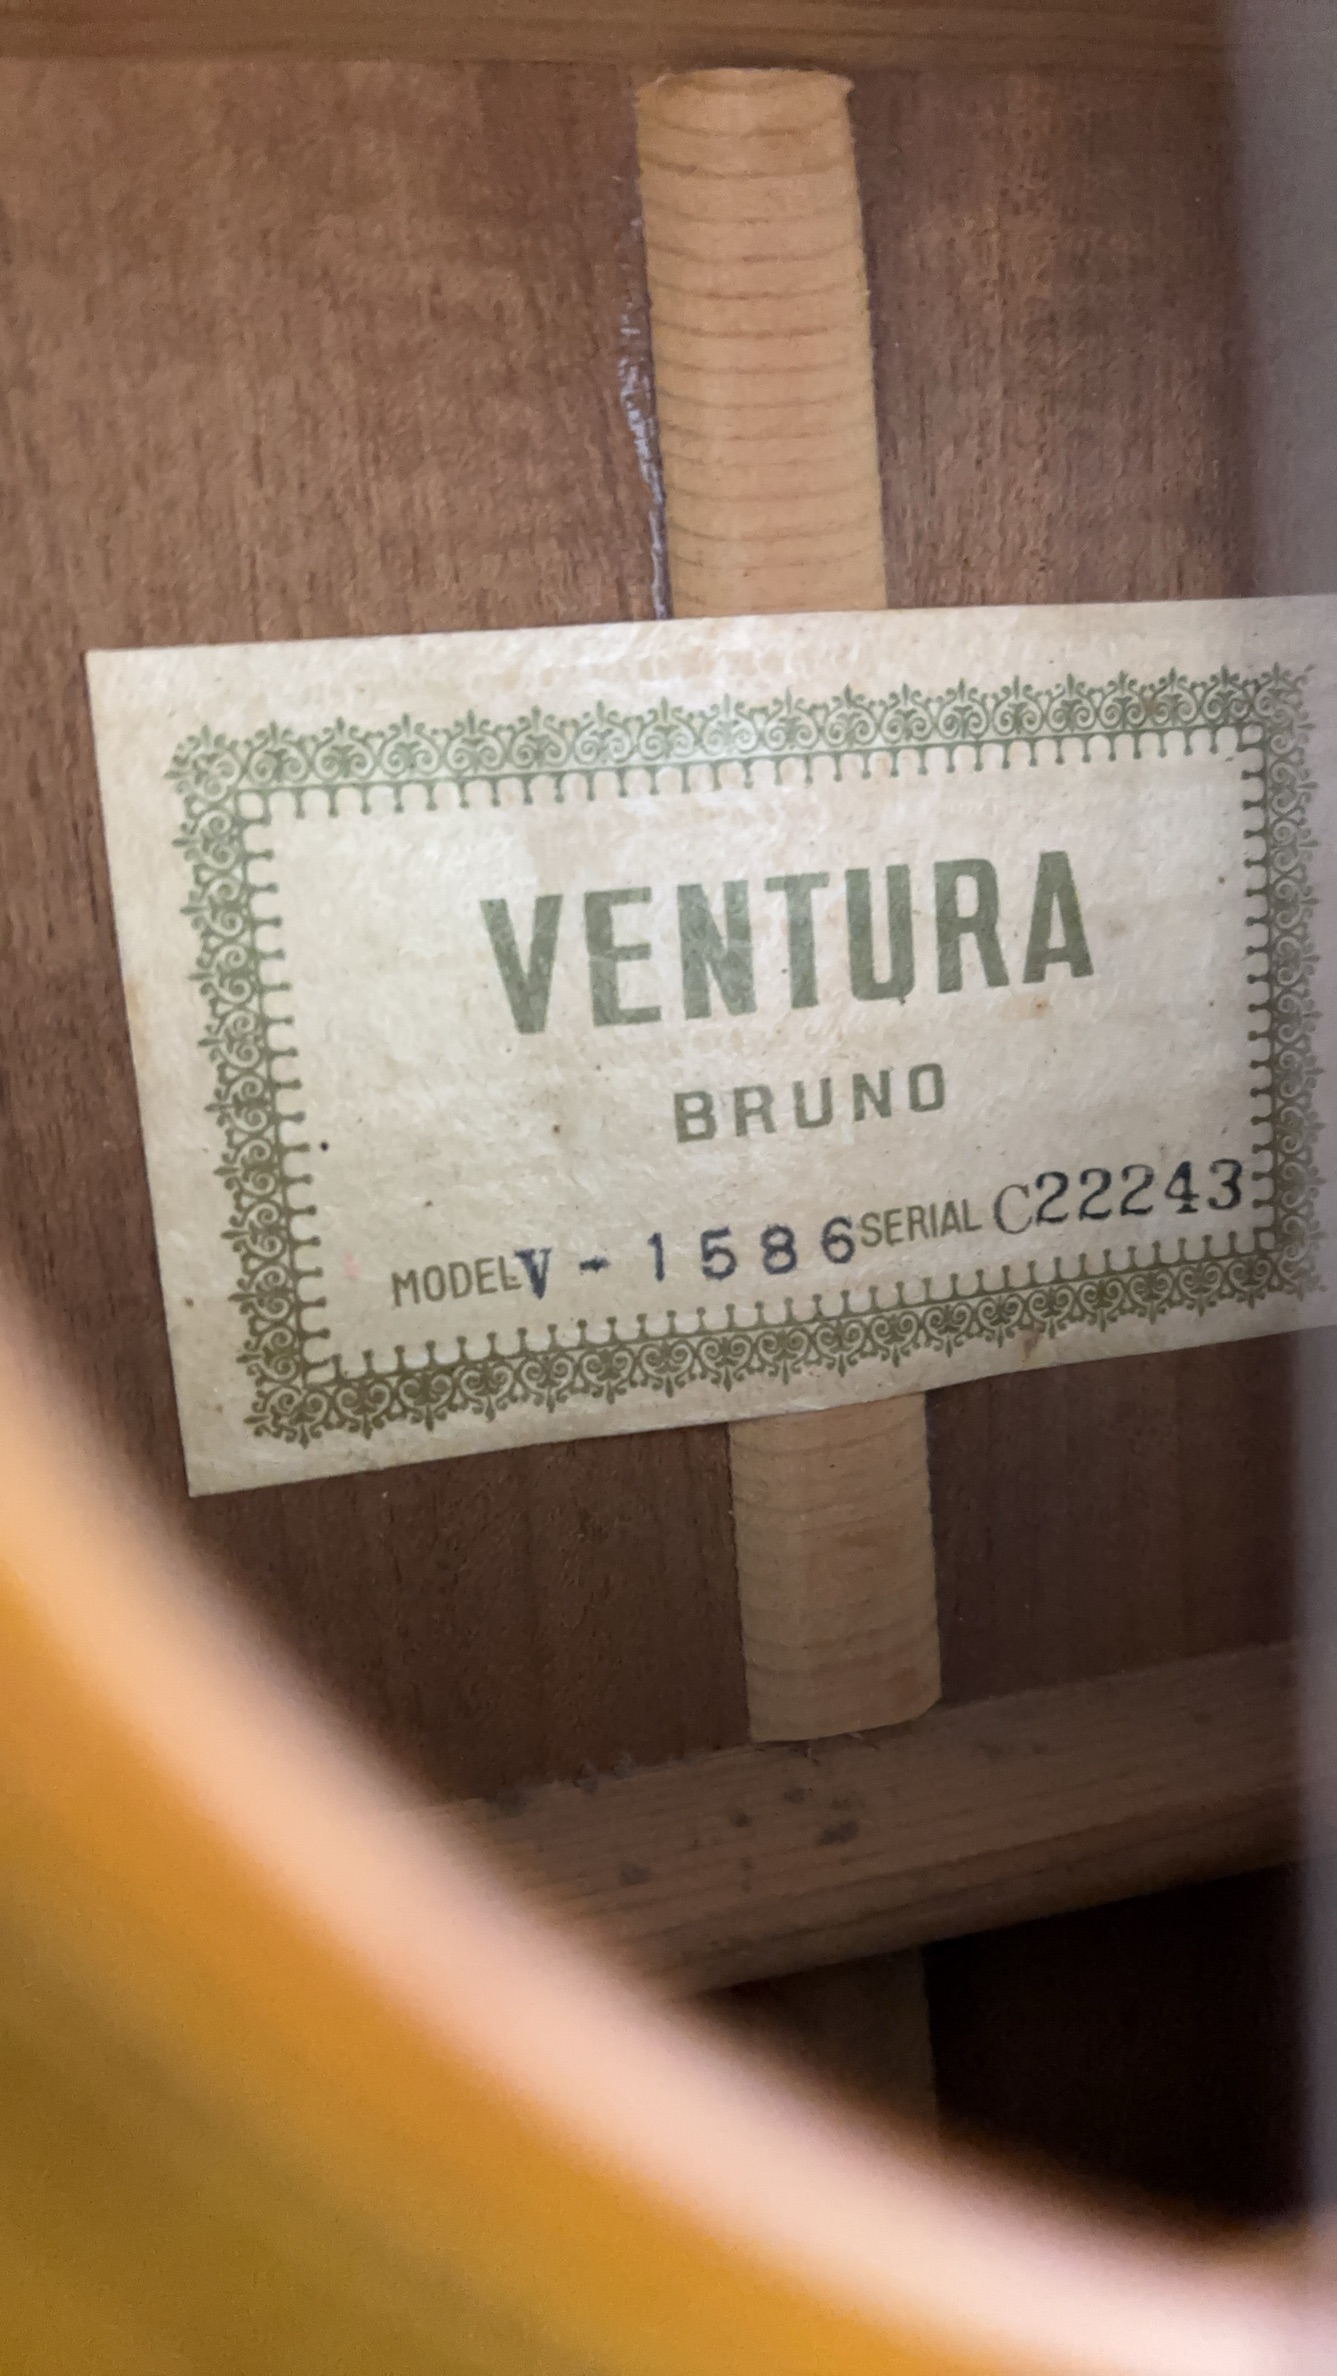 VENTURA
BRUNO
MODEL V-1586 SERIAL C22243